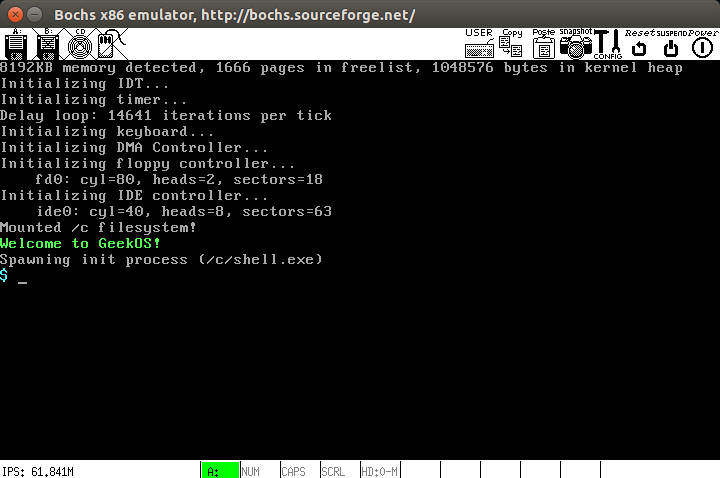 Bochs x86 emulator, http://bochs.sourceforge.net/
A: B: CD USER Copy Paste snapshot CONFIG Reset SUSPEND Power
8192KB memory detected, 1666 pages in freelist, 1048576 bytes in kernel heap
Initializing IDT...
Initializing timer...
Delay loop: 14641 iterations per tick
Initializing keyboard...
Initializing DMA Controller...
Initializing floppy controller...
    fd0: cyl=80, heads=2, sectors=18
Initializing IDE controller...
    ide0: cyl=40, heads=8, sectors=63
Mounted /c filesystem!
Welcome to GeekOS!
Spawning init process (/c/shell.exe)
$ _
IPS: 61.841M A: NUM CAPS SCRL HD:0-M